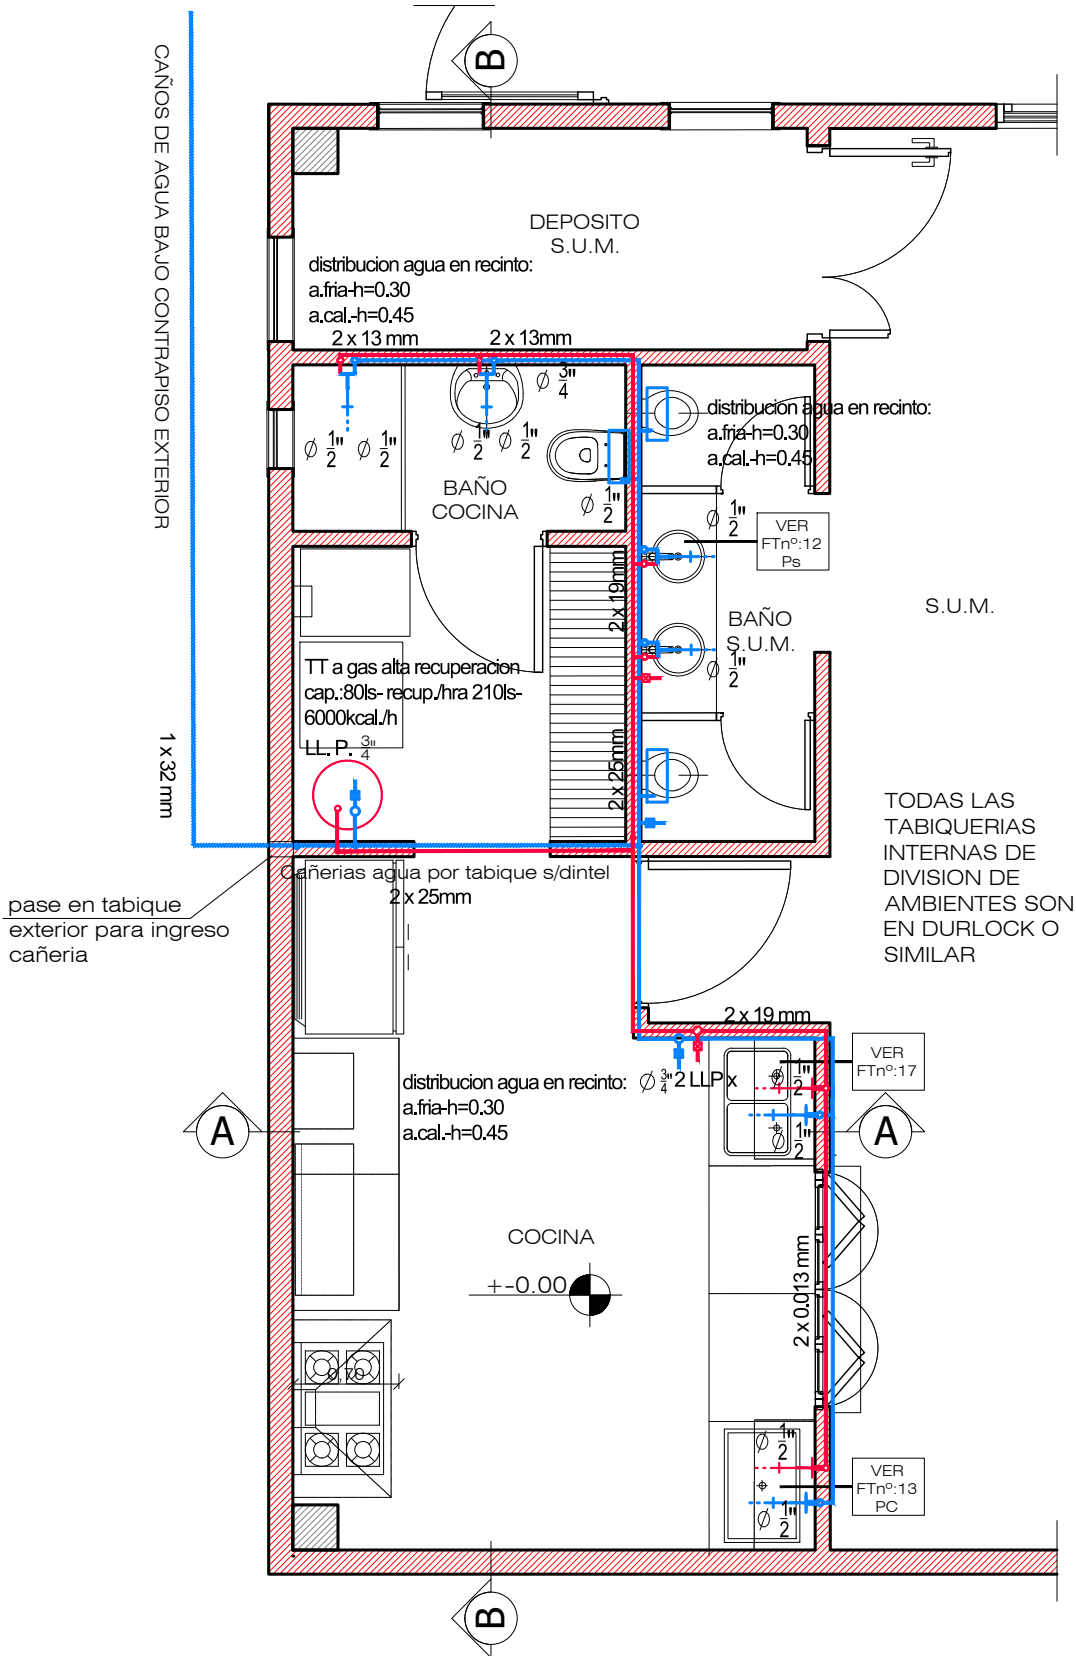 B
CAÑOS DE AGUA BAJO CONTRAPISO EXTERIOR
DEPOSITO
S.U.M.
distribucion agua en recinto:
a.fria-h=0.30
a.cal.-h=0.45
2 x 13 mm
2 x 13mm
∅ 3/4"
distribucion agua en recinto:
a.fria-h=0.30
a.cal.-h=0.45
∅ 1/2"
∅ 1/2"
∅ 1/2"
∅ 1/2"
BAÑO
COCINA
∅ 1/2"
∅ 1/2"
VER
FTnº:12
Ps
2 x 19mm
BAÑO
S.U.M.
S.U.M.
∅ 1/2"
TT a gas alta recuperacion
cap.:80ls- recup./hra 210ls-
6000kcal./h
LL. P. 3/4"
1 x 32 mm
2 x 25mm
TODAS LAS
TABIQUERIAS
INTERNAS DE
DIVISION DE
AMBIENTES SON
EN DURLOCK O
SIMILAR
Cañerias agua por tabique s/dintel
2 x 25mm
pase en tabique
exterior para ingreso
cañeria
2 x 19 mm
VER
FTnº:17
distribucion agua en recinto:
a.fria-h=0.30
a.cal.-h=0.45
∅ 3/4" 2 LLP x
∅ 1/2"
∅ 1/2"
A
A
COCINA
+-0.00
2 x 0.013 mm
0,70
∅ 1/2"
VER
FTnº:13
PC
∅ 1/2"
B